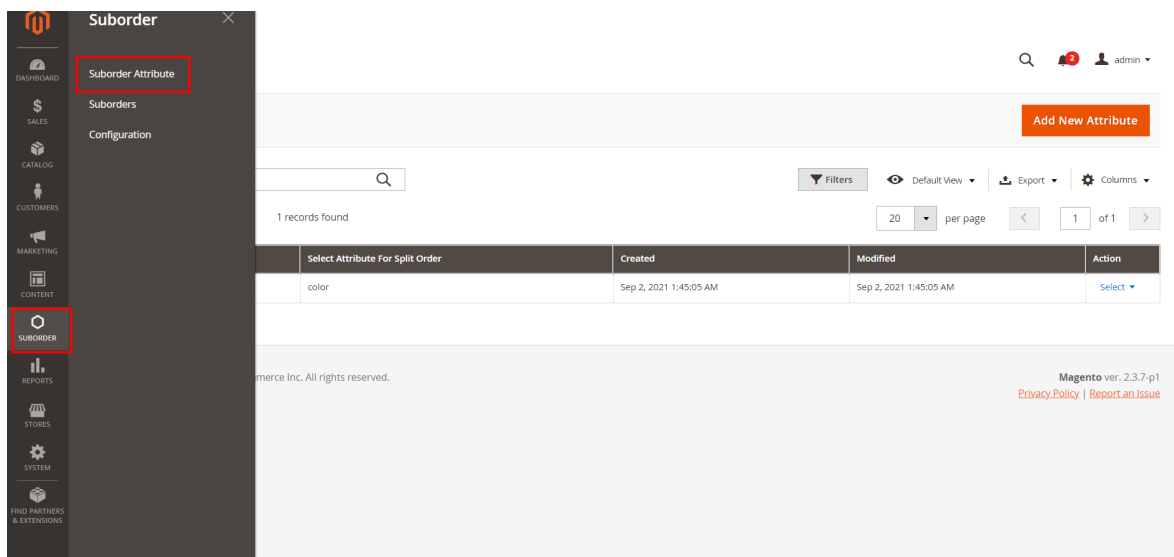 Suborder
Suborder Attribute
Suborders
Configuration
DASHBOARD
$
SALES
CATALOG
CUSTOMERS
MARKETING
CONTENT
SUBORDER
REPORTS
STORES
SYSTEM
FIND PARTNERS
& EXTENSIONS
2
admin
Add New Attribute
Filters
Default View
Export
Columns
1 records found
20
per page
1
of 1
Select Attribute For Split Order
Created
Modified
Action
color
Sep 2, 2021 1:45:05 AM
Sep 2, 2021 1:45:05 AM
Select
merce Inc. All rights reserved.
Magento ver. 2.3.7-p1
Privacy Policy | Report an Issue